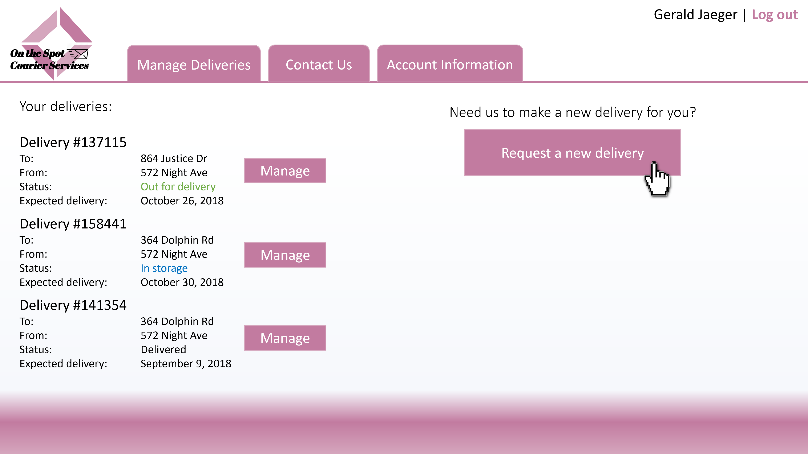 Gerald Jaeger | Log out
On the Spot
Courier Services
Manage Deliveries
Contact Us
Account Information
Your deliveries:
Delivery #137115
To: 864 Justice Dr
From: 572 Night Ave
Status: Out for delivery
Expected delivery: October 26, 2018
Manage
Delivery #158441
To: 364 Dolphin Rd
From: 572 Night Ave
Status: In storage
Expected delivery: October 30, 2018
Manage
Delivery #141354
To: 364 Dolphin Rd
From: 572 Night Ave
Status: Delivered
Expected delivery: September 9, 2018
Manage
Need us to make a new delivery for you?
Request a new delivery